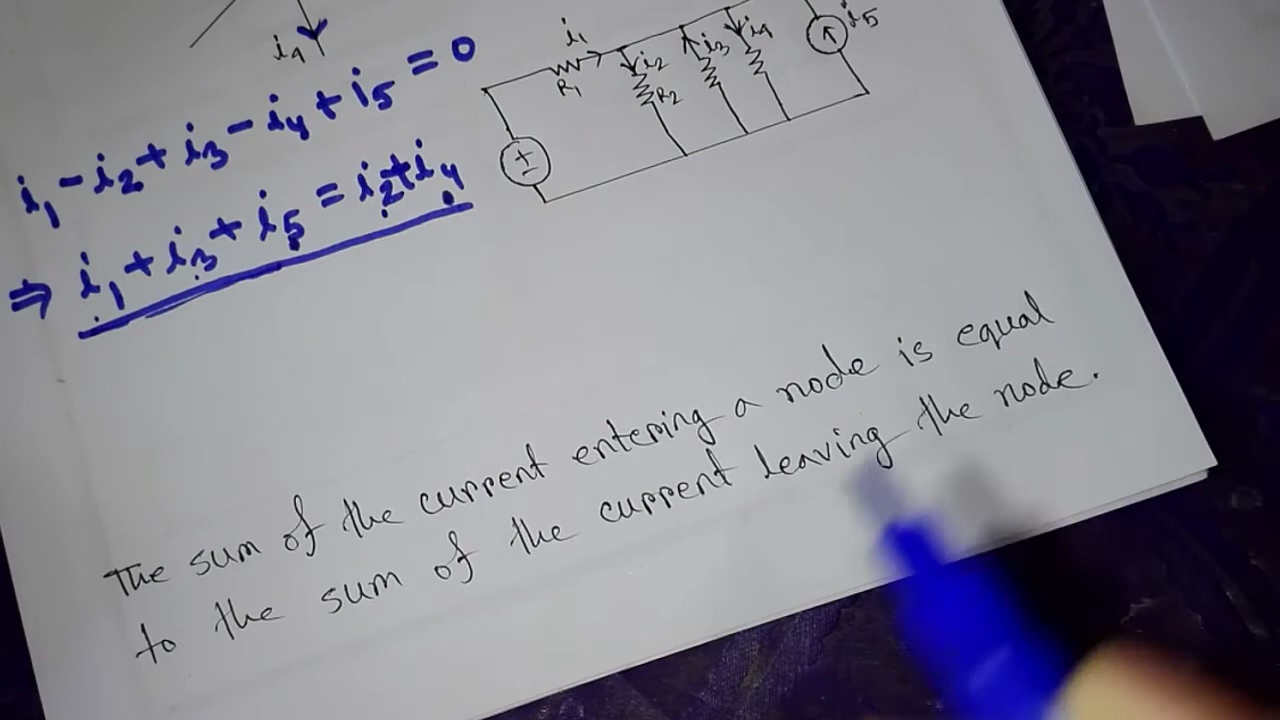 i4
i1 - i2 + i3 - i4 + i5 = 0
⇒ i1 + i3 + i5 = i2 + i4
i1
R1
i2
R2
i3
i4
i5
±
The sum of the current entering a node is equal
to the sum of the current leaving the node.